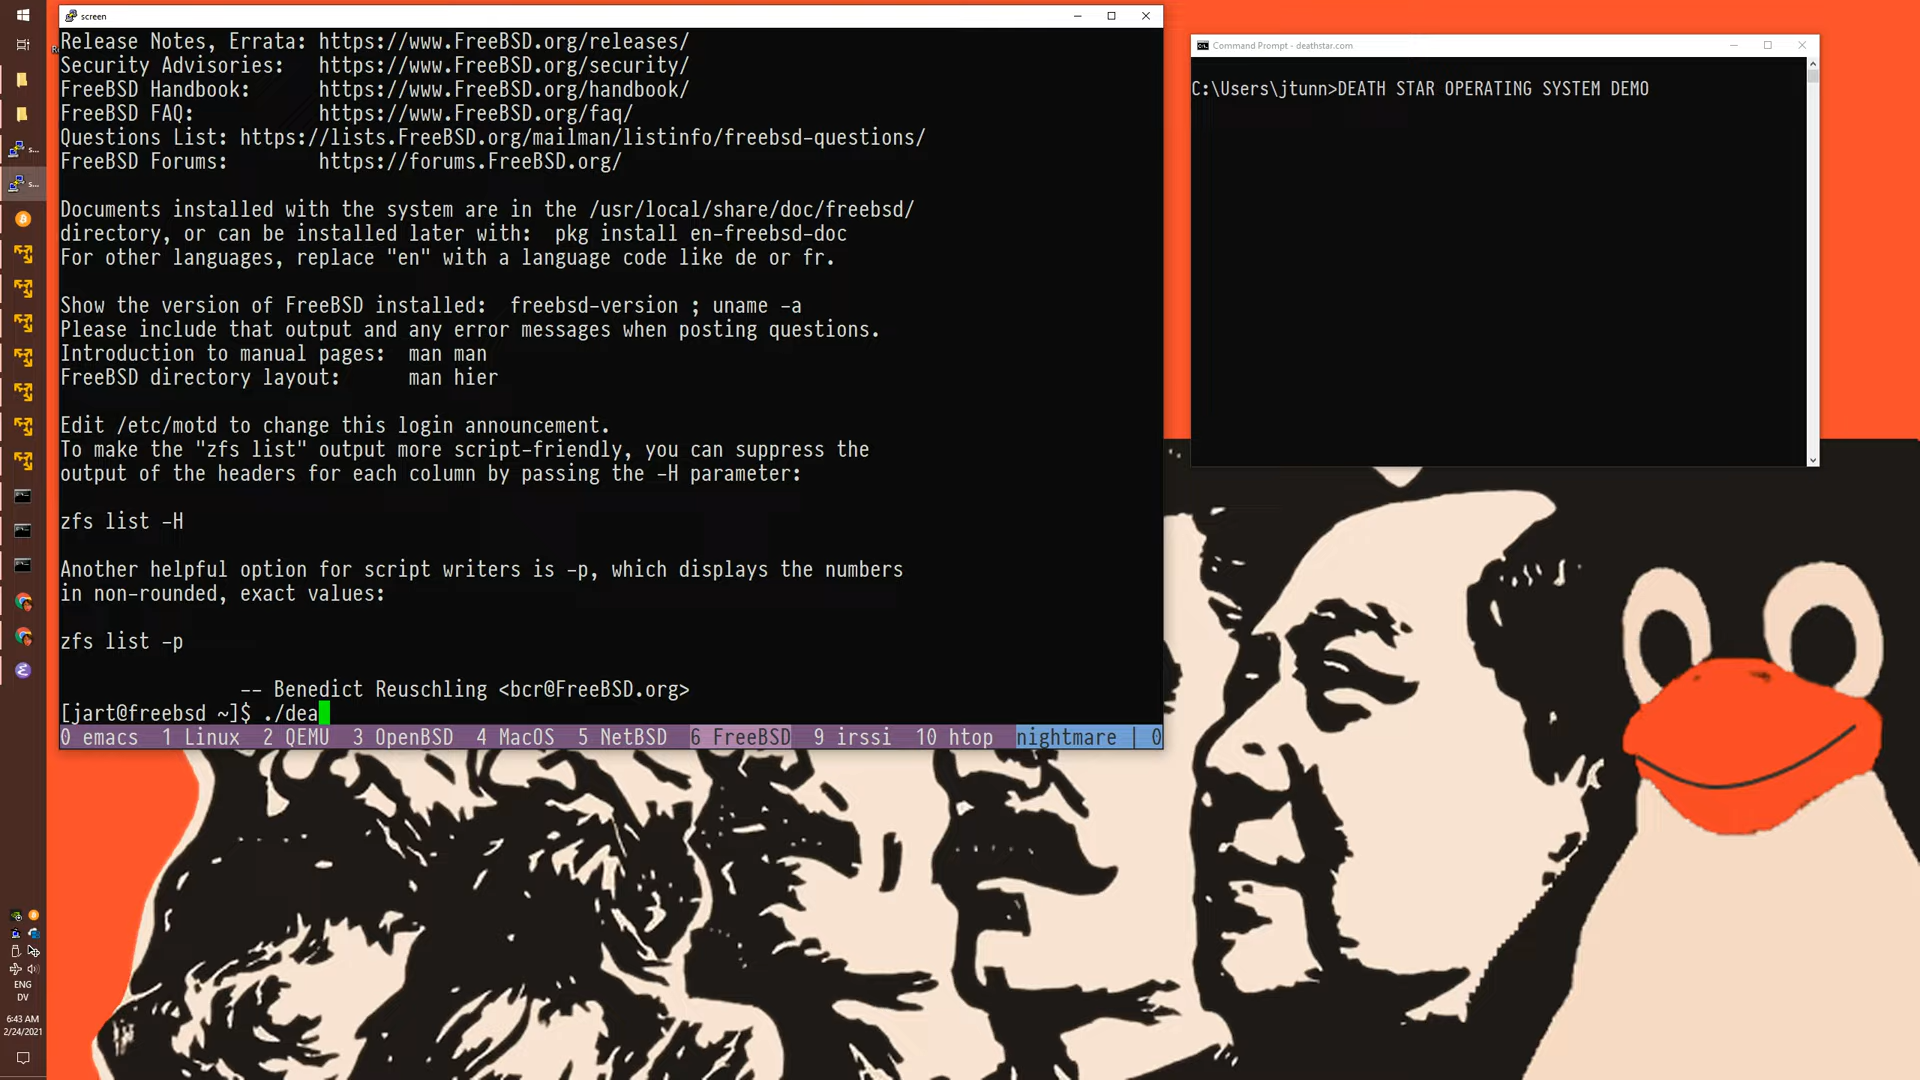 screen
Release Notes, Errata: https://www.FreeBSD.org/releases/
Security Advisories:   https://www.FreeBSD.org/security/
FreeBSD Handbook:      https://www.FreeBSD.org/handbook/
FreeBSD FAQ:           https://www.FreeBSD.org/faq/
Questions List: https://lists.FreeBSD.org/mailman/listinfo/freebsd-questions/
FreeBSD Forums:        https://forums.FreeBSD.org/
Documents installed with the system are in the /usr/local/share/doc/freebsd/
directory, or can be installed later with:  pkg install en-freebsd-doc
For other languages, replace "en" with a language code like de or fr.
Show the version of FreeBSD installed:  freebsd-version ; uname -a
Please include that output and any error messages when posting questions.
Introduction to manual pages:  man man
FreeBSD directory layout:      man hier
Edit /etc/motd to change this login announcement.
To make the "zfs list" output more script-friendly, you can suppress the
output of the headers for each column by passing the -H parameter:
zfs list -H
Another helpful option for script writers is -p, which displays the numbers
in non-rounded, exact values:
zfs list -p
-- Benedict Reuschling <bcr@FreeBSD.org>
[jart@freebsd ~]$ ./dea
0 emacs  1 Linux  2 QEMU  3 OpenBSD  4 MacOS  5 NetBSD  6 FreeBSD  9 irssi  10 htop  nightmare | 0
Command Prompt - deathstar.com
C:\Users\jtunn>DEATH STAR OPERATING SYSTEM DEMO
s...
s...
ENG
DV
6:43 AM
2/24/2021